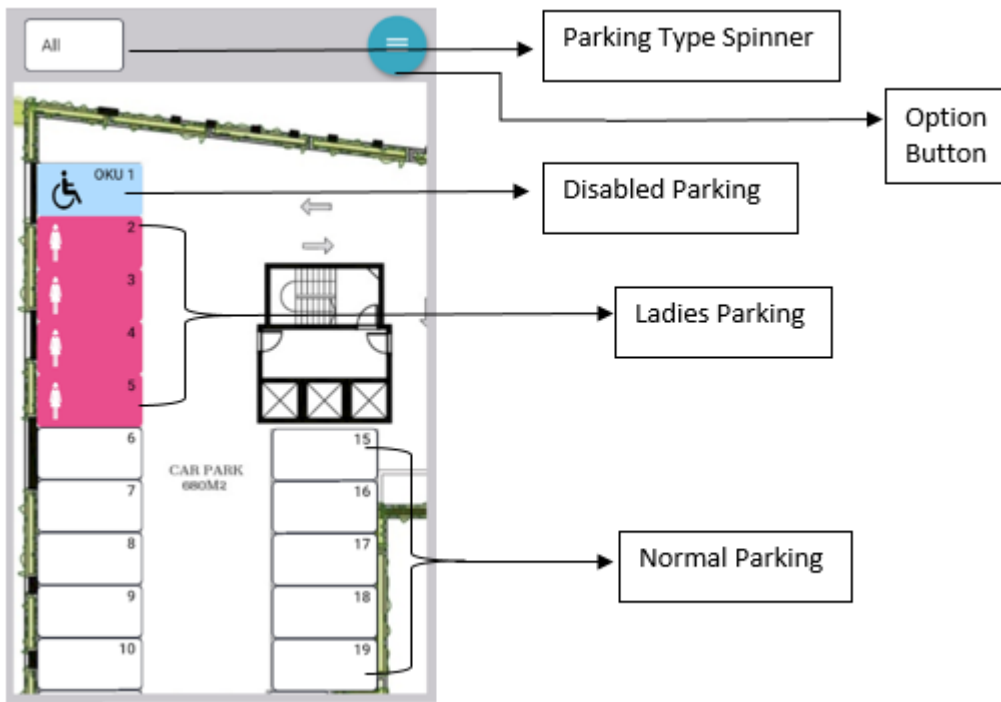 All
Parking Type Spinner
Option
Button
OKU 1
Disabled Parking
2
3
Ladies Parking
4
5
6
15
CAR PARK
680M2
7
16
8
17
Normal Parking
9
18
10
19